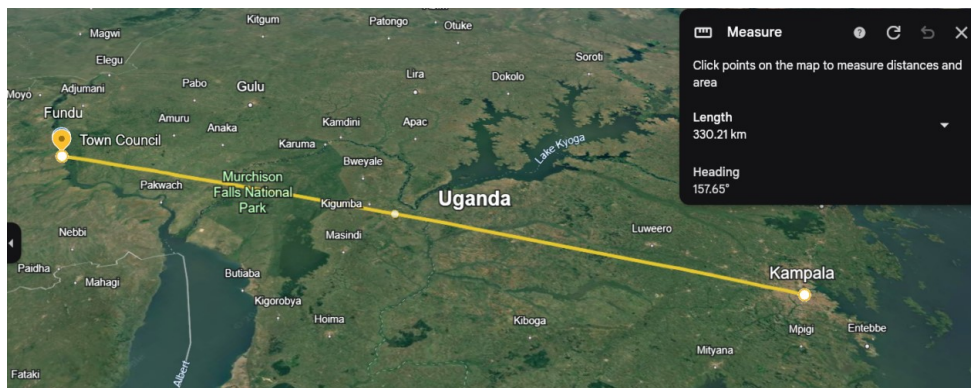 Kitgum
Patongo
Otuke
Magwi
Elegu
Soroti
Lira
Dokolo
Moyo
Adjumani
Pabo
Gulu
Fundu
Town Council
Amuru
Anaka
Kamdini
Apac
Karuma
Lake Kyoga
Bweyale
Pakwach
Murchison
Falls National
Park
Kigumba
Uganda
Nebbi
Masindi
Luweero
Paidha
Mahagi
Butiaba
Kampala
Kigorobya
Hoima
Kiboga
Mpigi
Entebbe
Mityana
Fataki
Albert
Measure
Click points on the map to measure distances and
area
Length
330.21 km
Heading
157.65°